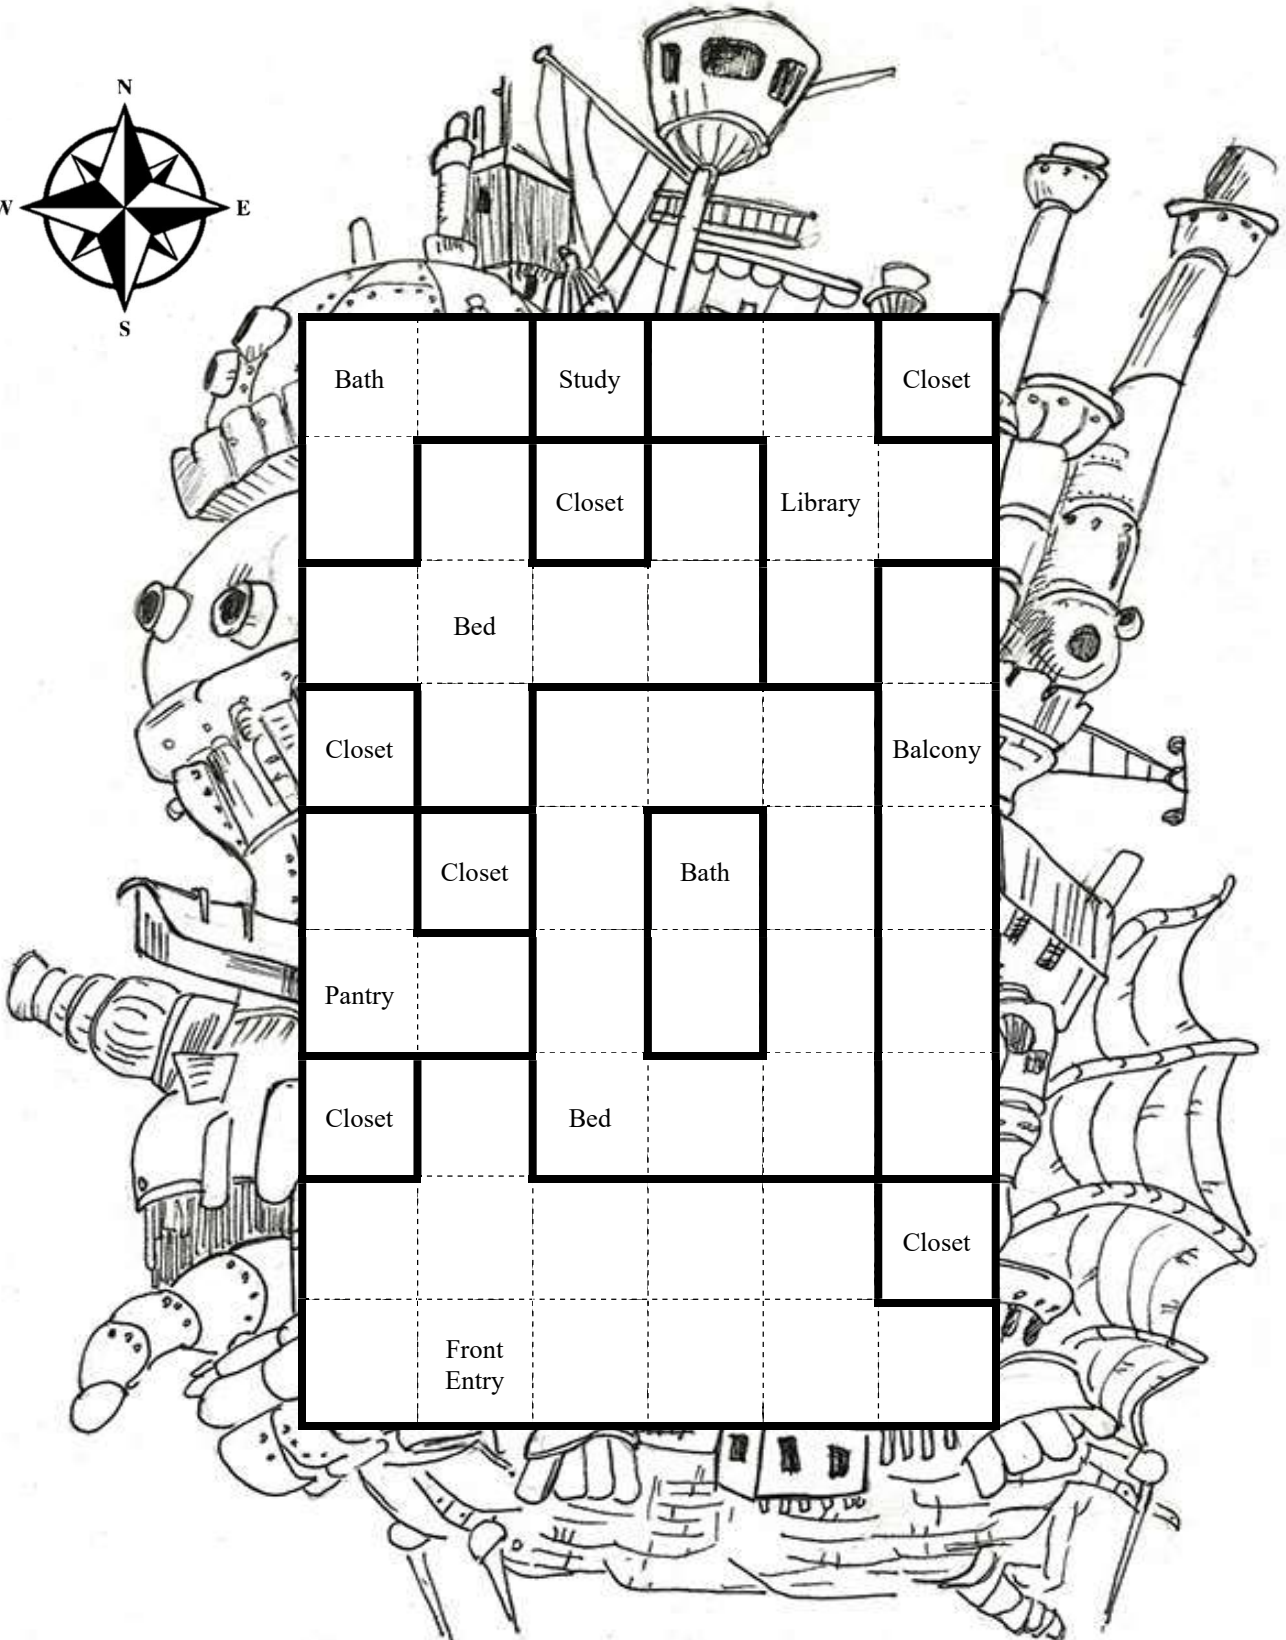 N
W
E
S
Bath
Study
Closet
Closet
Library
Bed
Closet
Balcony
Closet
Bath
Pantry
Closet
Bed
Closet
Front
Entry